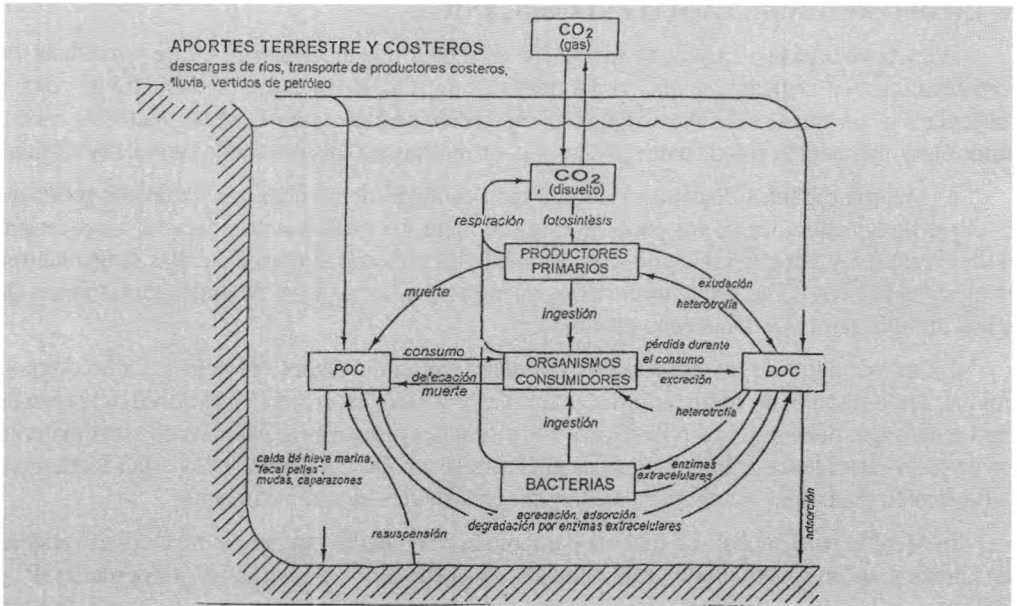 CO2
(gas)
APORTES TERRESTRE Y COSTEROS
descargas de ríos, transporte de productores costeros,
lluvia, vertidos de petróleo
CO2
(disuelto)
respiración
fotosíntesis
PRODUCTORES
PRIMARIOS
muerte
exudación
heterotrofía
ingestión
pérdida durante
el consumo
consumo
POC
ORGANISMOS
CONSUMIDORES
DOC
defecación
muerte
excreción
heterotrofía
ingestión
caída de nieve marina,
"fecal pelles",
mudas, caparazones
enzimas
extracelulares
BACTERIAS
agregación, adsorción
degradación por enzimas extracelulares
resuspensión
adsorción